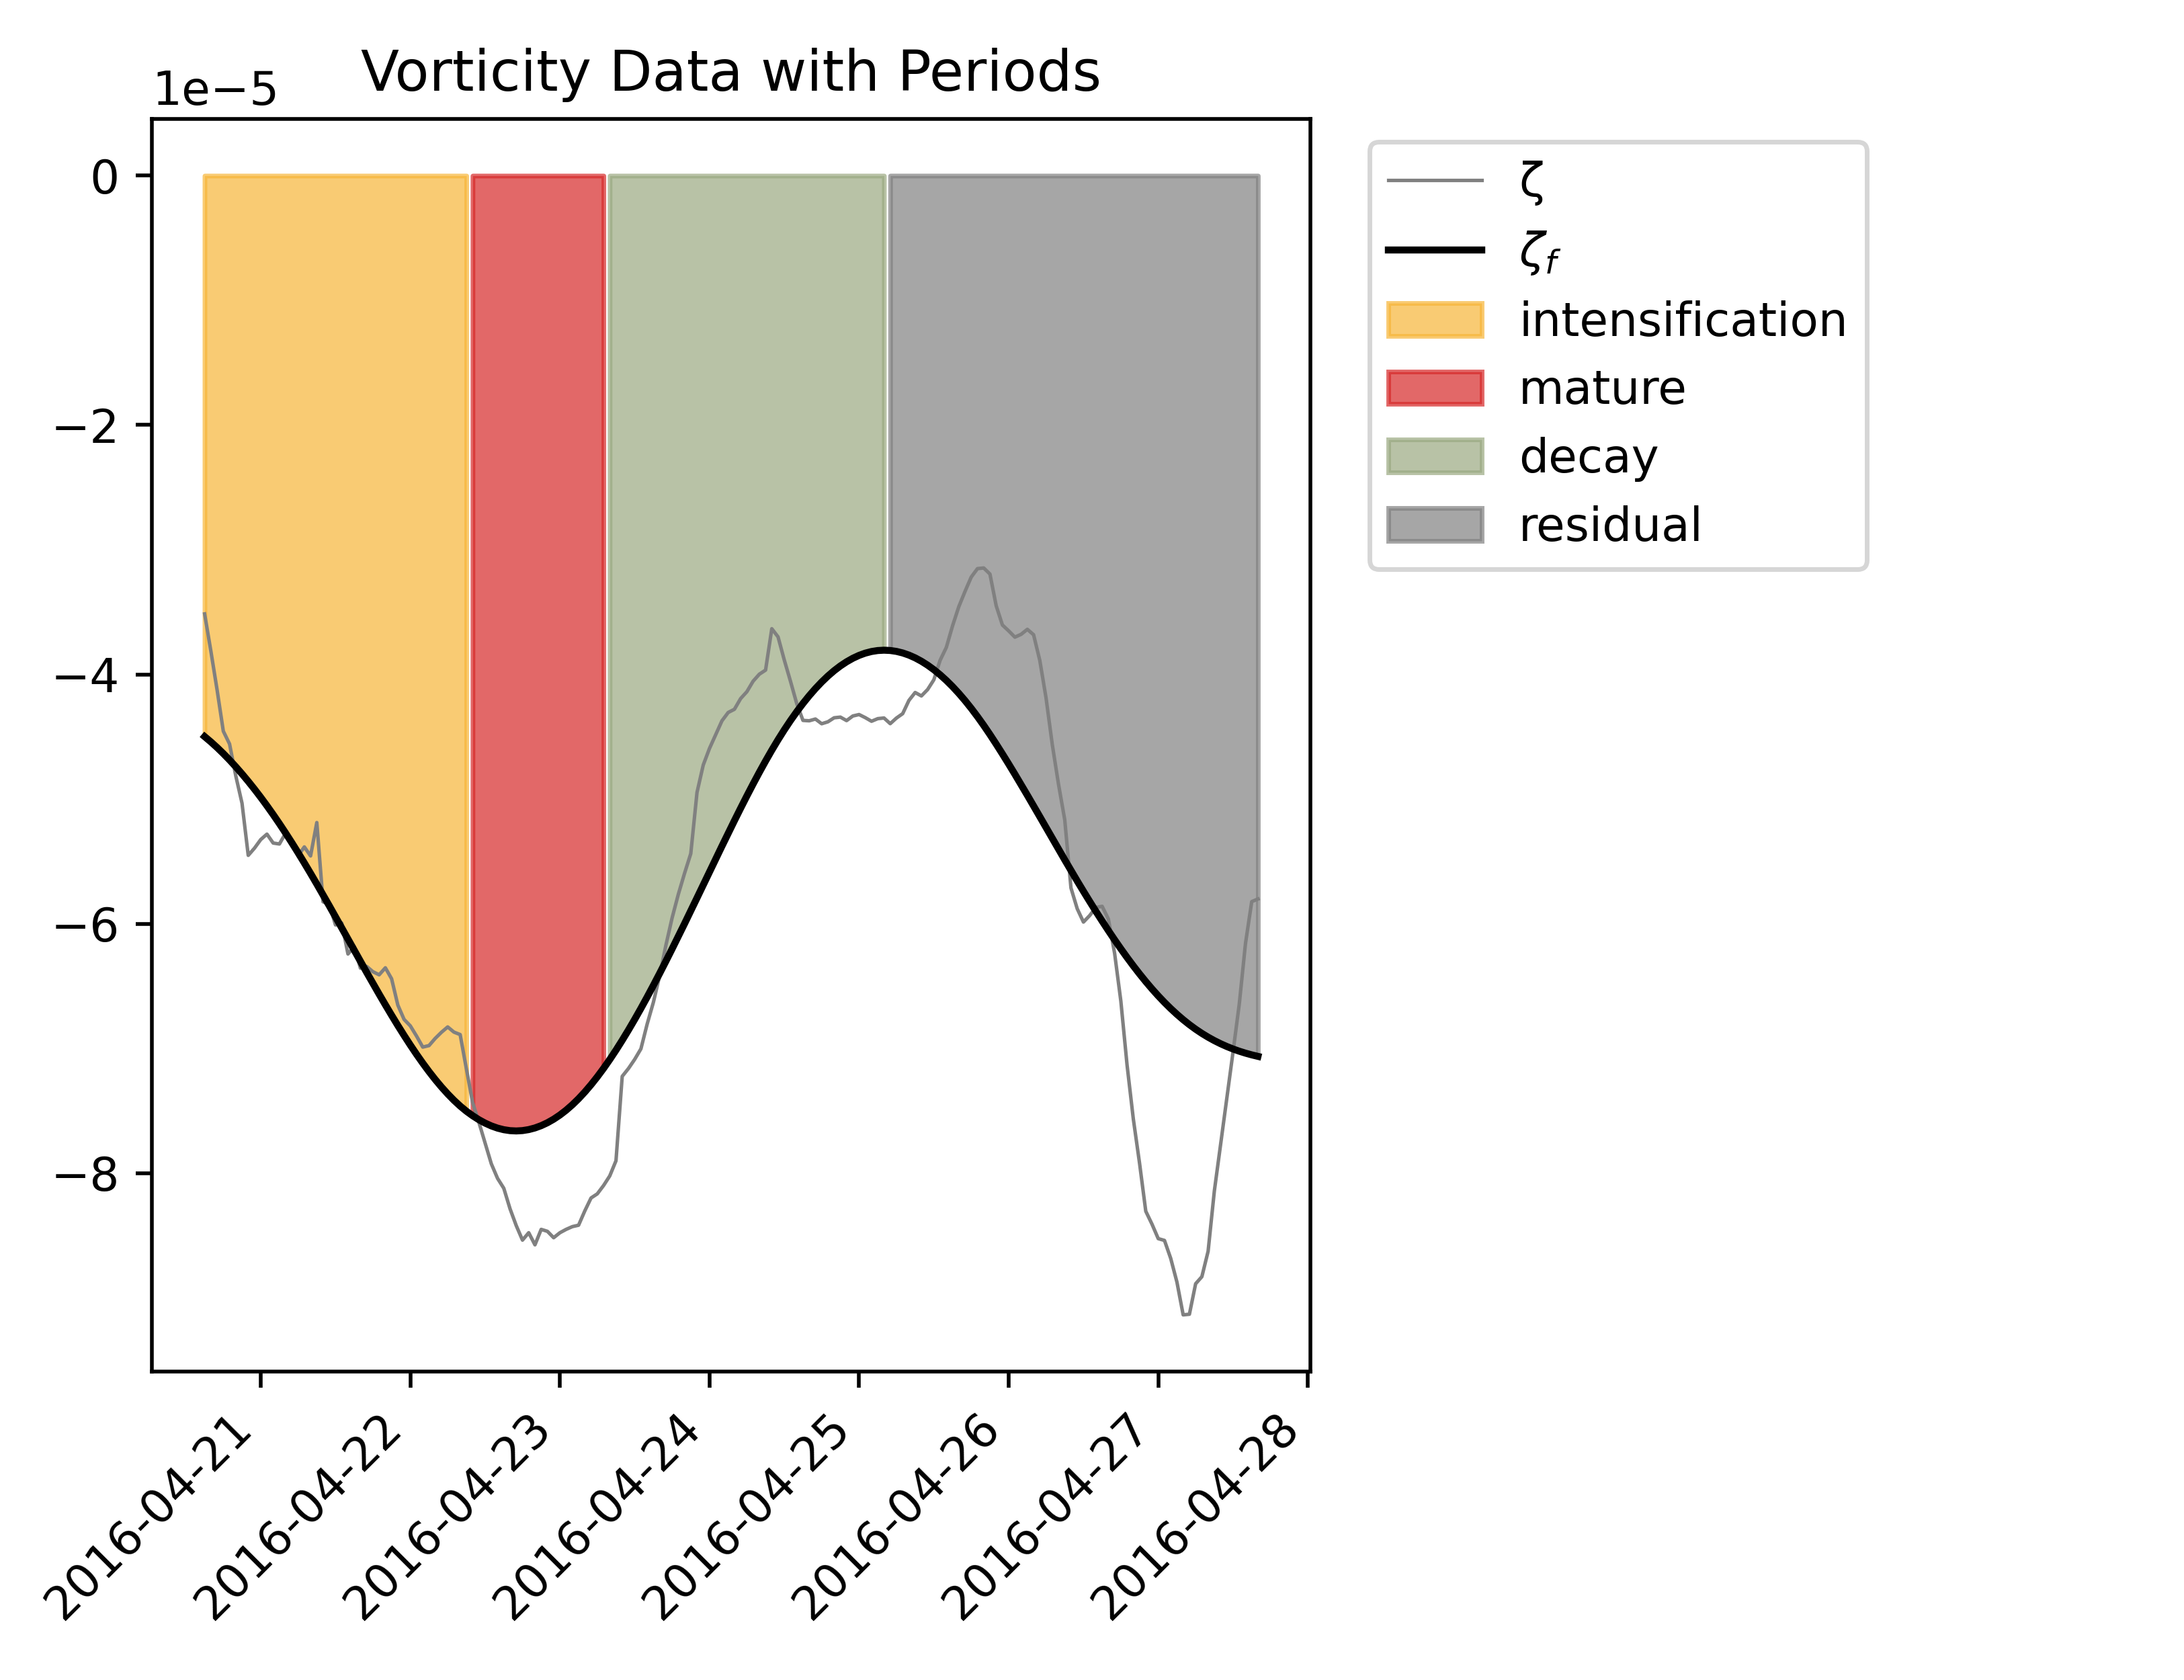 Vorticity Data with Periods
1e−5
0
−2
−4
−6
−8
2016-04-21
2016-04-22
2016-04-23
2016-04-24
2016-04-25
2016-04-26
2016-04-27
2016-04-28
ζ
ζf
intensification
mature
decay
residual